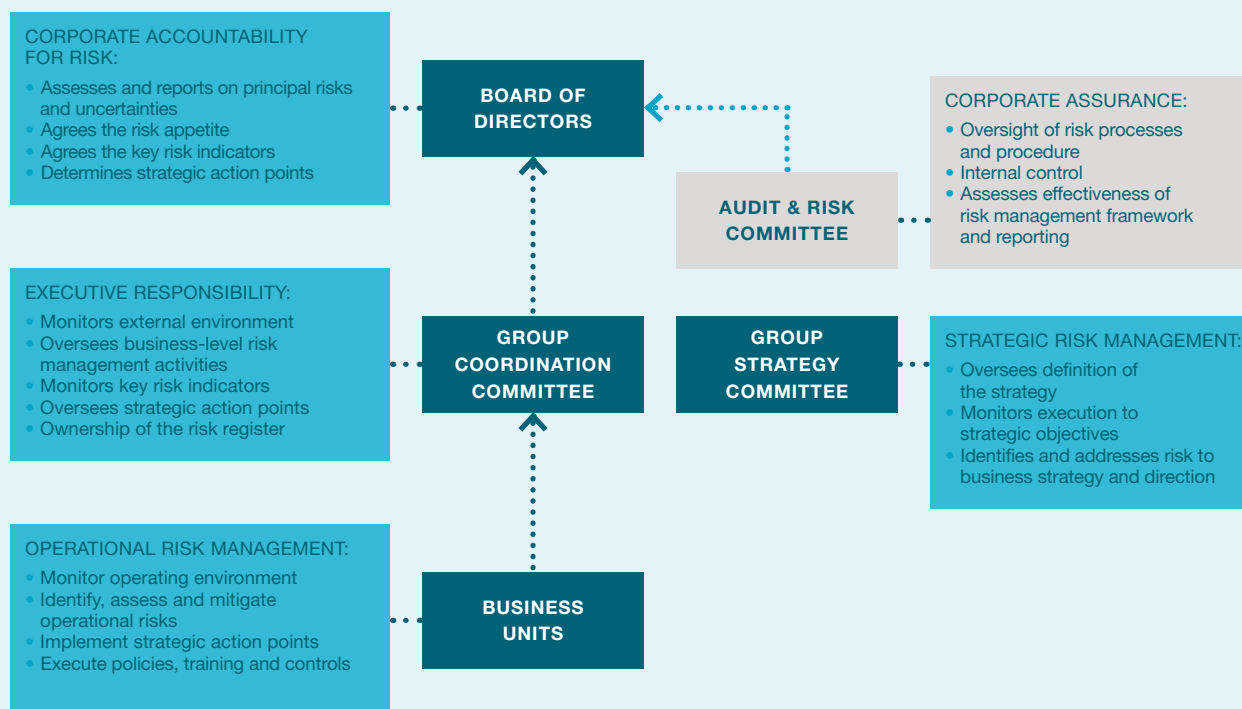 CORPORATE ACCOUNTABILITY
FOR RISK:
• Assesses and reports on principal risks
and uncertainties
• Agrees the risk appetite
• Agrees the key risk indicators
• Determines strategic action points
BOARD OF
DIRECTORS
AUDIT & RISK
COMMITTEE
CORPORATE ASSURANCE:
• Oversight of risk processes
and procedure
• Internal control
• Assesses effectiveness of
risk management framework
and reporting
EXECUTIVE RESPONSIBILITY:
• Monitors external environment
• Oversees business-level risk
management activities
• Monitors key risk indicators
• Oversees strategic action points
• Ownership of the risk register
GROUP
COORDINATION
COMMITTEE
GROUP
STRATEGY
COMMITTEE
STRATEGIC RISK MANAGEMENT:
• Oversees definition of
the strategy
• Monitors execution to
strategic objectives
• Identifies and addresses risk to
business strategy and direction
OPERATIONAL RISK MANAGEMENT:
• Monitor operating environment
• Identify, assess and mitigate
operational risks
• Implement strategic action points
• Execute policies, training and controls
BUSINESS
UNITS